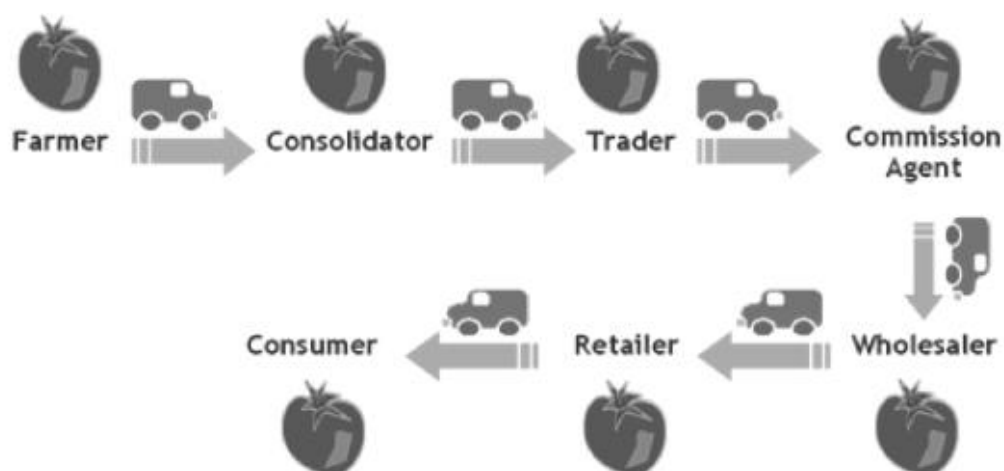 Farmer
Consolidator
Trader
Commission
Agent
Wholesaler
Retailer
Consumer